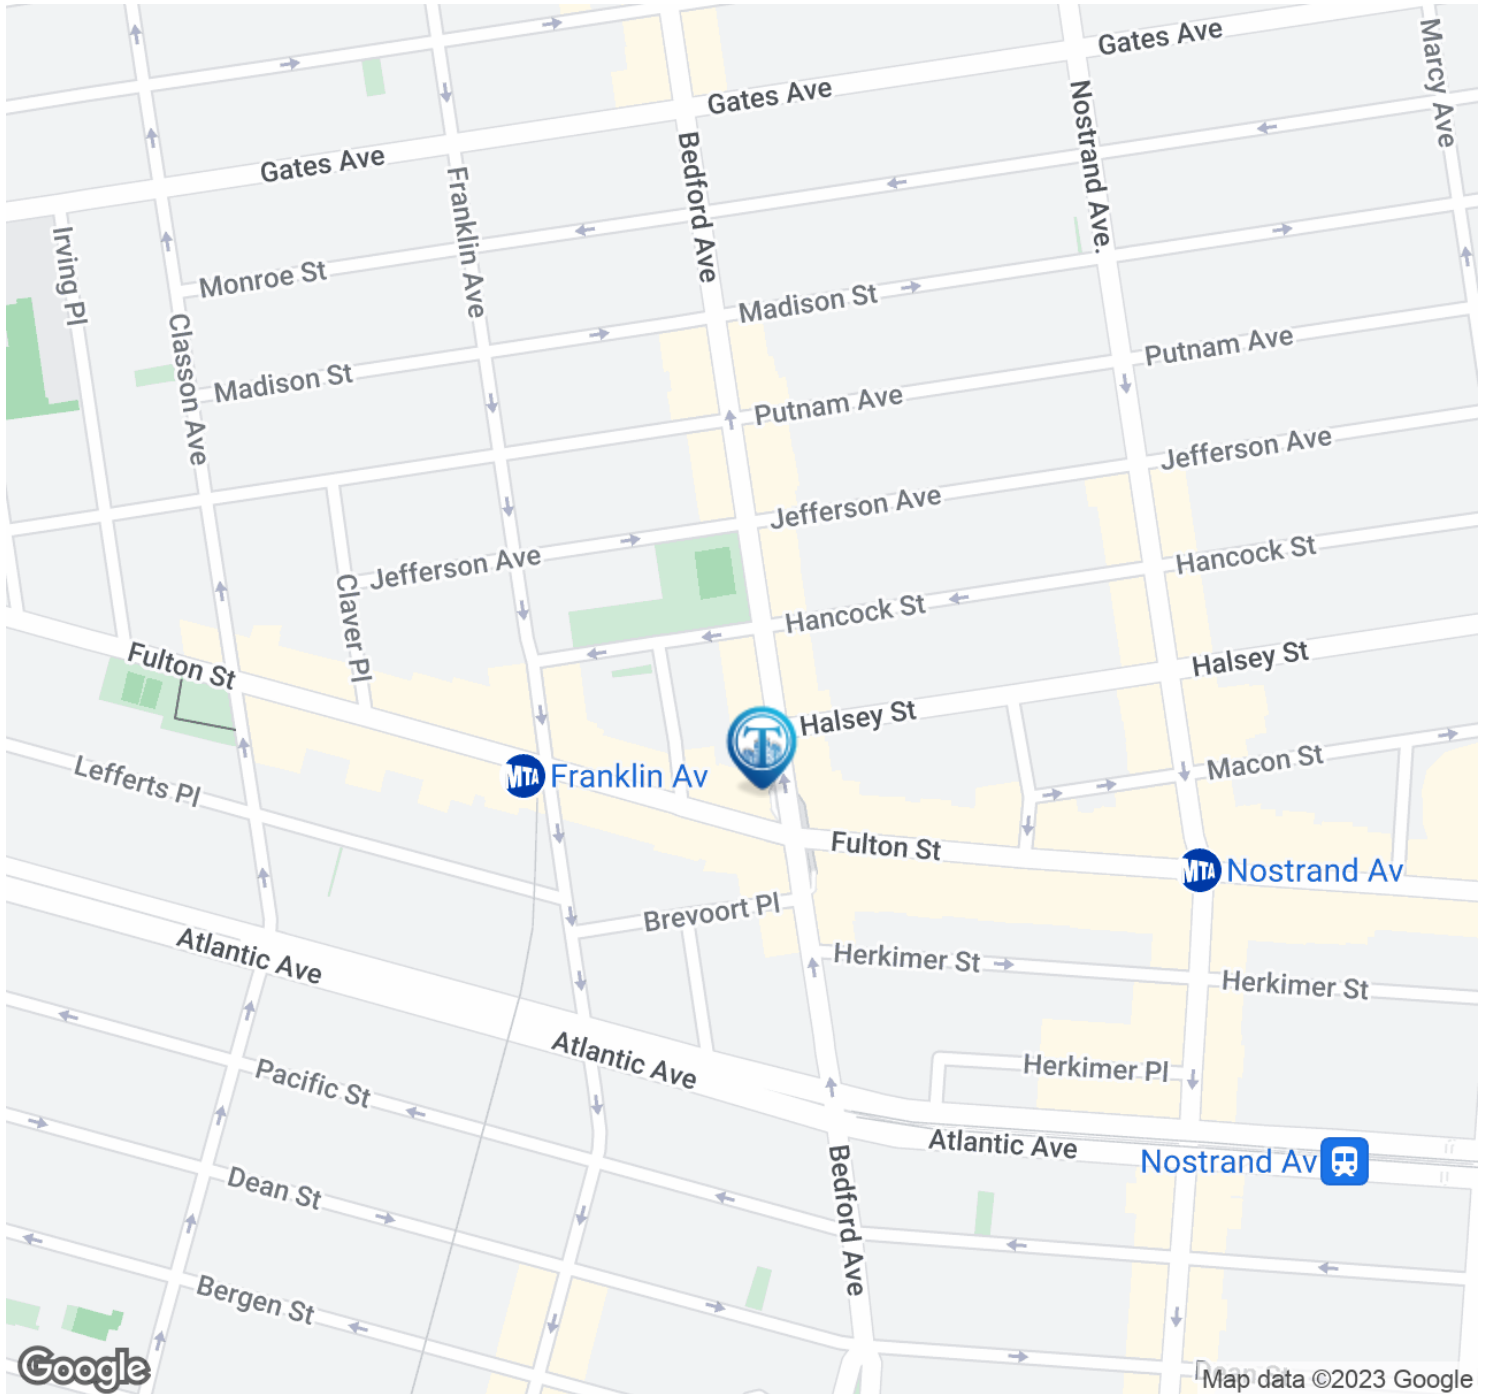 Gates Ave
Marcy Ave
Gates Ave
Nostrand Ave.
Gates Ave
Bedford Ave
Franklin Ave
Irving Pl
Monroe St
Madison St
Classon Ave
Putnam Ave
Madison St
Putnam Ave
Jefferson Ave
Jefferson Ave
Jefferson Ave
Hancock St
Claver Pl
Hancock St
Fulton St
Halsey St
Halsey St
T
Macon St
MTA Franklin Av
Lefferts Pl
Fulton St
MTA Nostrand Av
Brevoort Pl
Atlantic Ave
Herkimer St
Herkimer St
Atlantic Ave
Herkimer Pl
Pacific St
Atlantic Ave
Nostrand Av
Bedford Ave
Dean St
Bergen St
Dean St
Google
Map data ©2023 Google